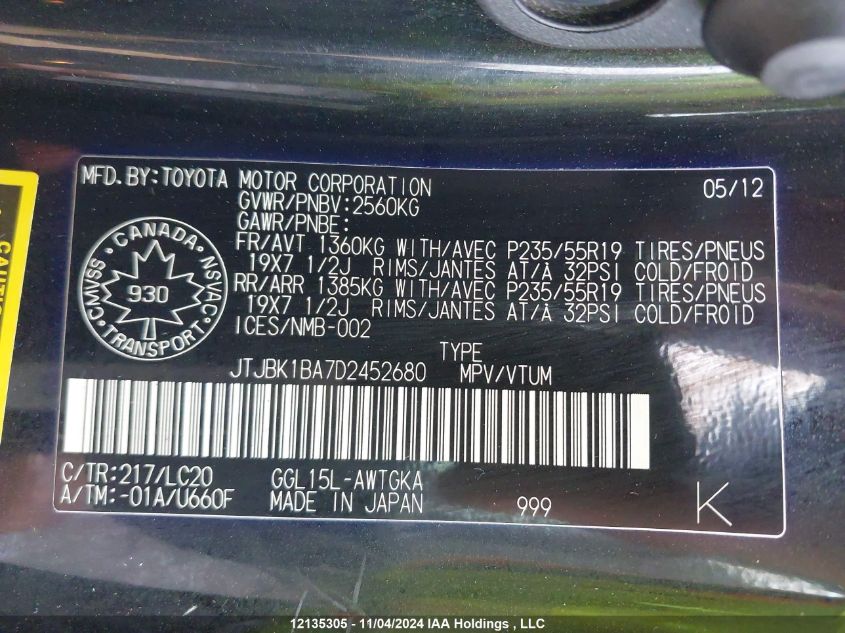 MFD.BY:TOYOTA MOTOR CORPORATION 05/12
GVWR/PNBV:2560KG
GAWR/PNBE:
FR/AVT 1360KG WITH/AVEC P235/55R19 TIRES/PNEUS
19X7 1/2J RIMS/JANTES AT/À 32PSI COLD/FROID
RR/ARR 1385KG WITH/AVEC P235/55R19 TIRES/PNEUS
19X7 1/2J RIMS/JANTES AT/À 32PSI COLD/FROID
ICES/NMB-002
CANADA
CMVSS 930 NSVAC
TRANSPORT
TYPE
JTJBK1BA7D2452680 MPV/VTUM
C/TR:217/LC20 GGL15L-AWTGKA
A/TM:-01A/U660F MADE IN JAPAN 999 K
12135305 - 11/04/2024 IAA Holdings , LLC